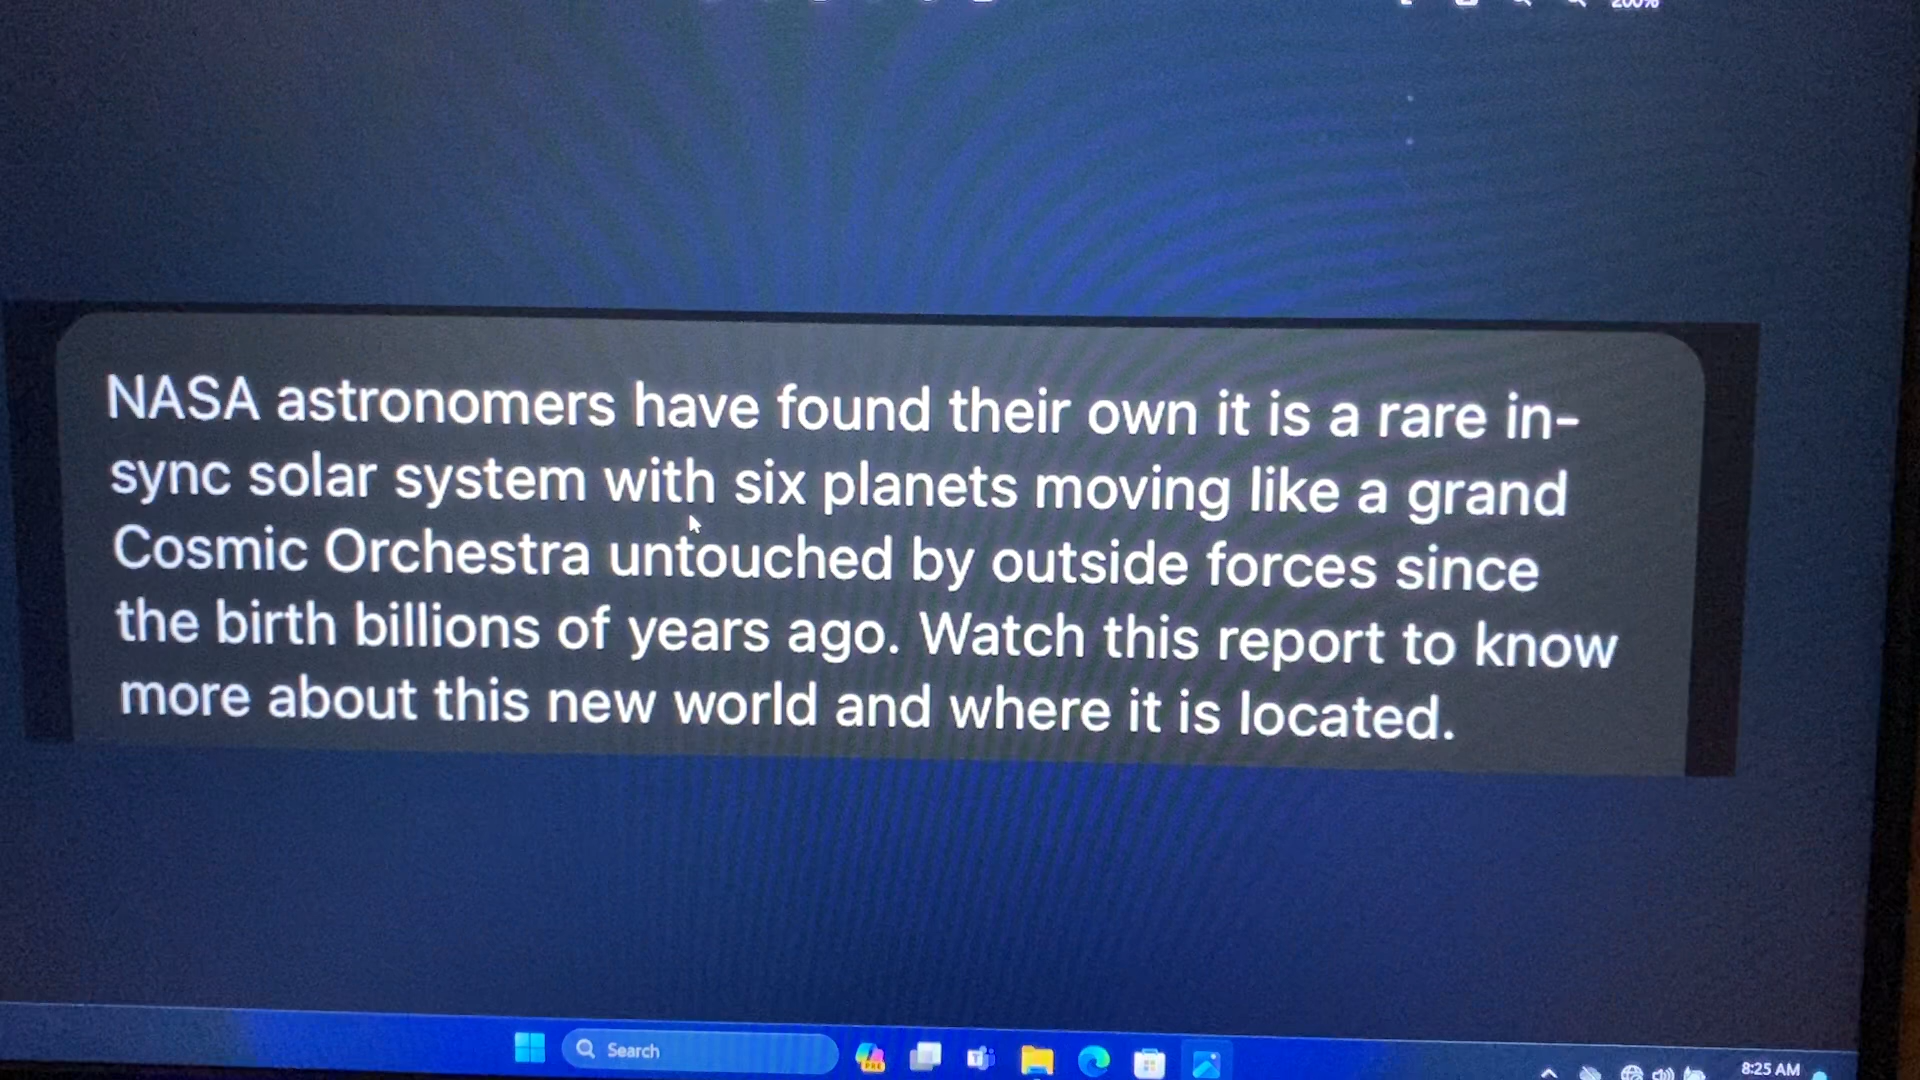 200%
NASA astronomers have found their own it is a rare in-
sync solar system with six planets moving like a grand
Cosmic Orchestra untouched by outside forces since
the birth billions of years ago. Watch this report to know
more about this new world and where it is located.
Search
PRE
8:25 AM